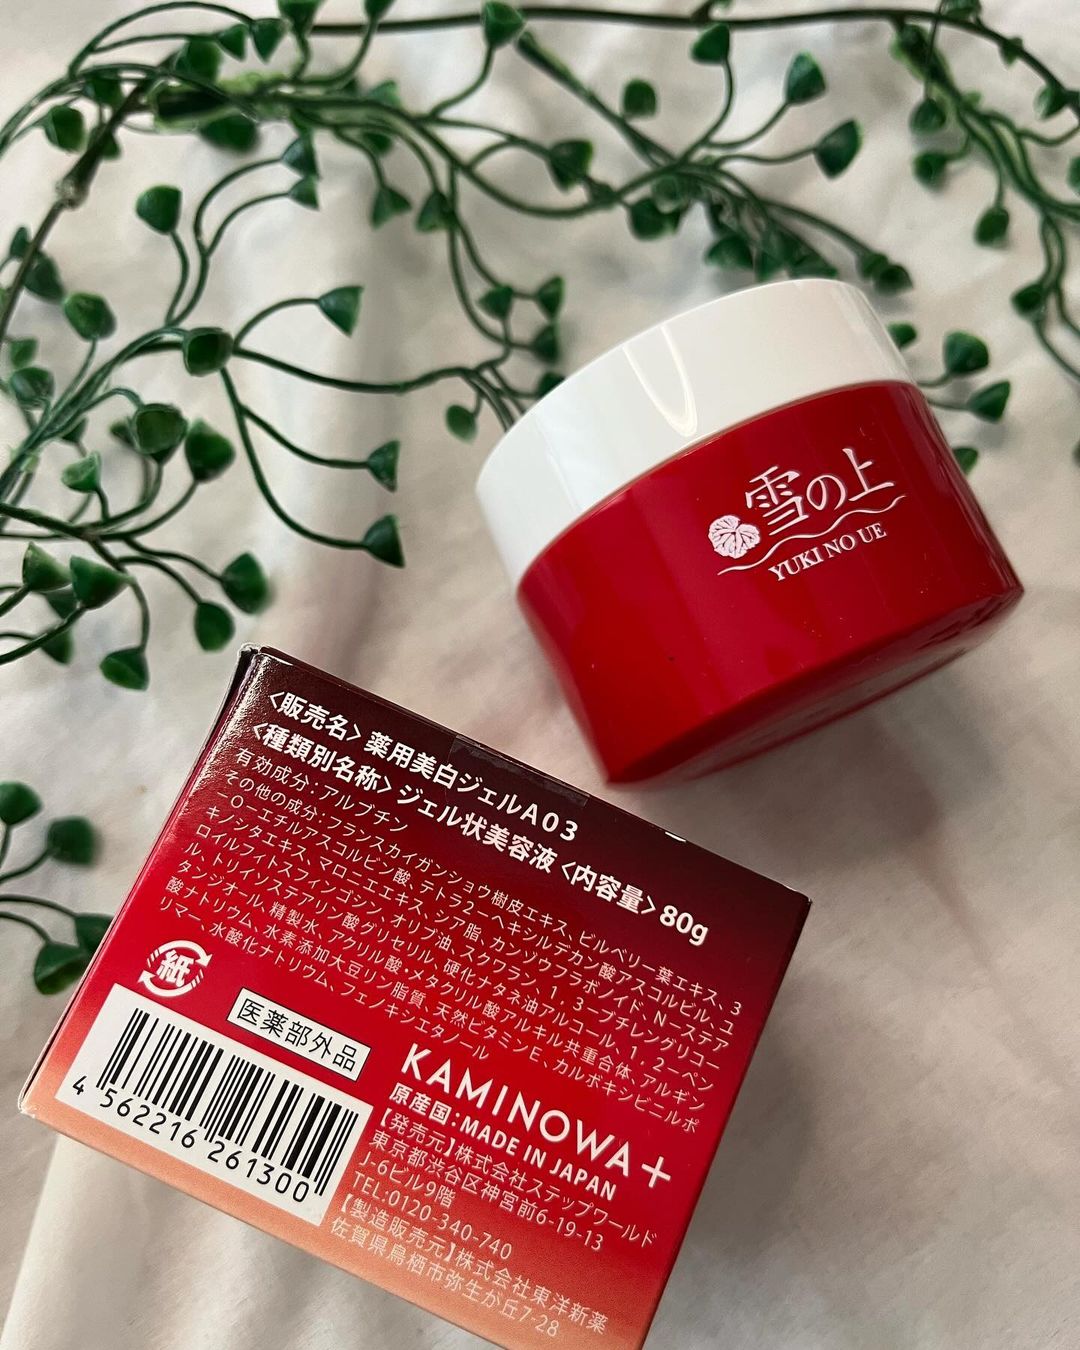 雪の上
YUKI NO UE
〈販売名〉薬用美白ジェルA03
〈種類別名称〉ジェル状美容液〈内容量〉80g
有効成分：アルブチン
その他の成分：フランスカイガンショウ樹皮エキス、ビルベリー葉エキス、3
-O-エチルアスコルビン酸、テトラ2-ヘキシルデカン酸アスコルビル、ユ
キノシタエキス、マロニエエキス、シア脂、カンゾウフラボノイド、N-ステア
ロイルフィトスフィンゴシン、オリブ油、スクワラン、1,3-ブチレングリコー
ル、トリイソステアリン酸グリセリル、硬化ナタネ油アルコール、1,2-ペン
タンジオール、精製水、アクリル酸・メタクリル酸アルキル共重合体、アルギン
酸ナトリウム、水素添加大豆リン脂質、天然ビタミンE、カルボキシビニルポ
リマー、水酸化ナトリウム、フェノキシエタノール
紙
医薬部外品
4 562216 261300
KAMINOWA+
原産国：MADE IN JAPAN
【発売元】株式会社ステップワールド
東京都渋谷区神宮前6-19-13
J-6ビル9階
TEL:0120-340-740
【製造販売元】株式会社東洋新薬
佐賀県鳥栖市弥生が丘7-28